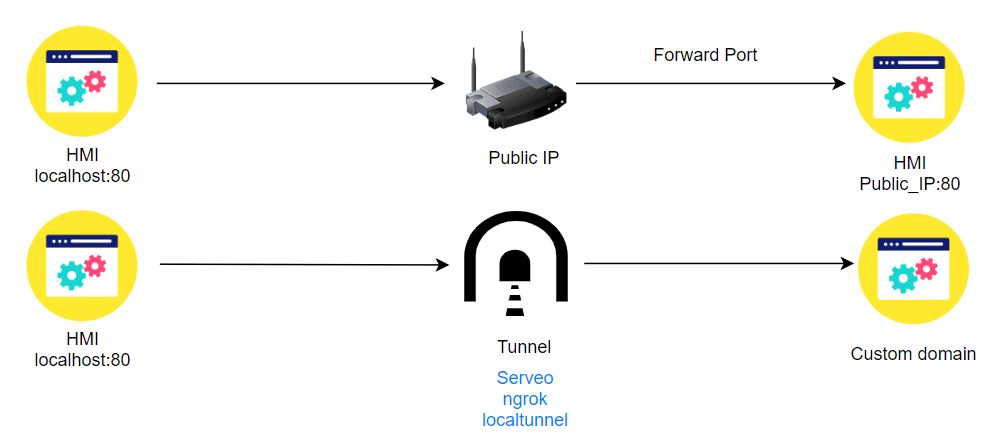 Forward Port
HMI
localhost:80
Public IP
HMI
Public_IP:80
HMI
localhost:80
Tunnel
Serveo
ngrok
localtunnel
Custom domain